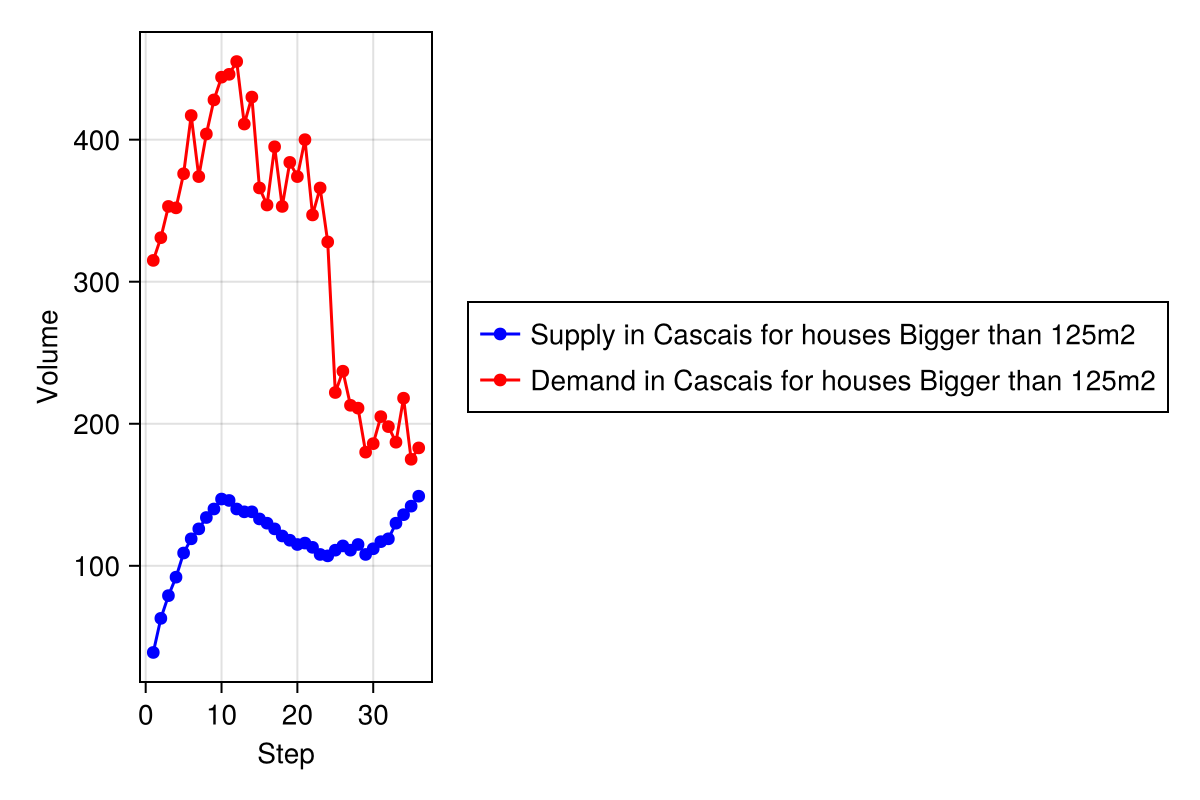 400
300
200
100
Volume
0 10 20 30
Step
Supply in Cascais for houses Bigger than 125m2
Demand in Cascais for houses Bigger than 125m2